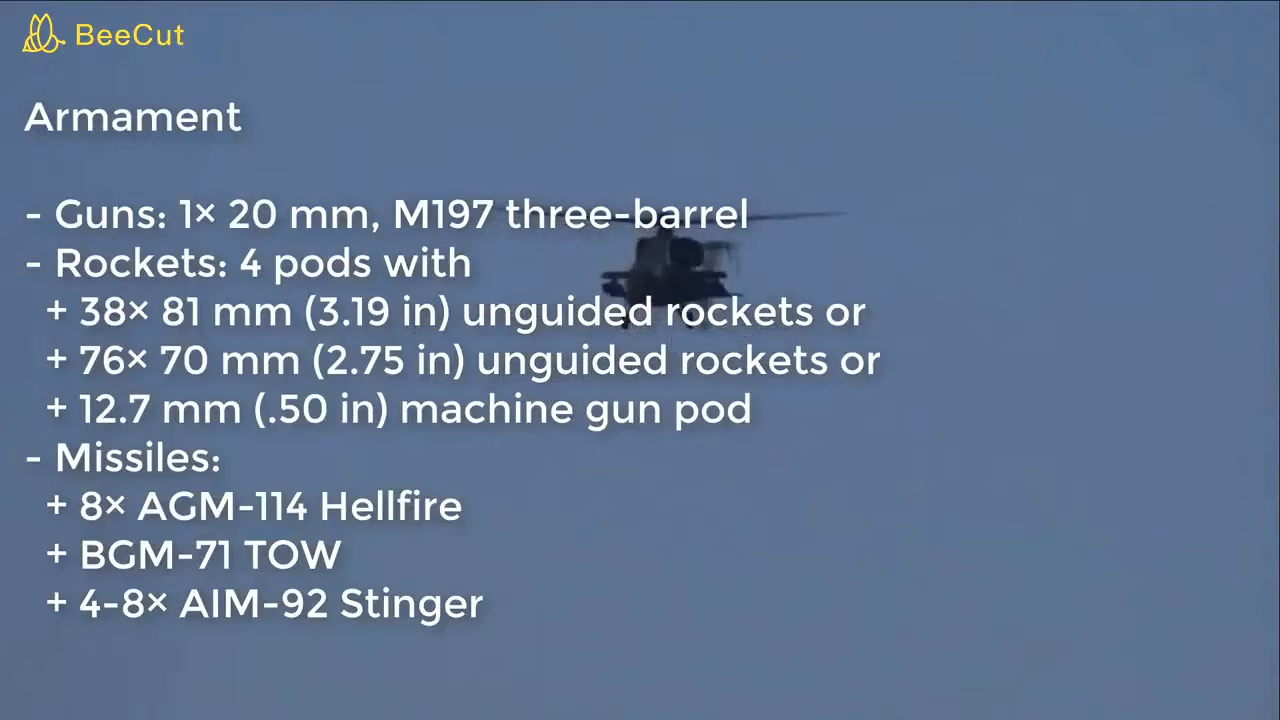 BeeCut
Armament
- Guns: 1× 20 mm, M197 three-barrel
- Rockets: 4 pods with
+ 38× 81 mm (3.19 in) unguided rockets or
+ 76× 70 mm (2.75 in) unguided rockets or
+ 12.7 mm (.50 in) machine gun pod
- Missiles:
+ 8× AGM-114 Hellfire
+ BGM-71 TOW
+ 4-8× AIM-92 Stinger